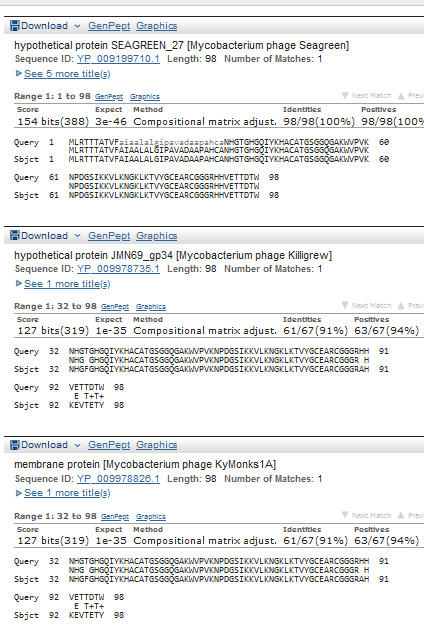 Download GenPept Graphics
hypothetical protein SEAGREEN_27 [Mycobacterium phage Seagreen]
Sequence ID: YP_009199710.1 Length: 98 Number of Matches: 1
See 5 more title(s)
Range 1: 1 to 98 GenPept Graphics Next Match Prev
Score Expect Method Identities Positives
154 bits(388) 3e-46 Compositional matrix adjust. 98/98(100%) 98/98(100%
Query 1 MLRTTTATVFaiaalalgipavadaapahcaNHGTGHGQIYKHACATGSGGQGAKWVPVK 60
MLRTTTATVFAIAALALGIPAVADAAPAHCANHGTGHGQIYKHACATGSGGQGAKWVPVK
Sbjct 1 MLRTTTATVFAIAALALGIPAVADAAPAHCANHGTGHGQIYKHACATGSGGQGAKWVPVK 60
Query 61 NPDGSIKKVLKNGKLKTVYGCEARCGGGRHHVETTDTW 98
NPDGSIKKVLKNGKLKTVYGCEARCGGGRHHVETTDTW
Sbjct 61 NPDGSIKKVLKNGKLKTVYGCEARCGGGRHHVETTDTW 98
Download GenPept Graphics
hypothetical protein JMN69_gp34 [Mycobacterium phage Killigrew]
Sequence ID: YP_009978735.1 Length: 98 Number of Matches: 1
See 1 more title(s)
Range 1: 32 to 98 GenPept Graphics Next Match Prev
Score Expect Method Identities Positives
127 bits(319) 1e-35 Compositional matrix adjust. 61/67(91%) 63/67(94%)
Query 32 NHGTGHGQIYKHACATGSGGQGAKWVPVKNPDGSIKKVLKNGKLKTVYGCEARCGGGRHH 91
NHG GHGQIYKHACATGSGGQGAKWVPVKNPDGSIKKVLKNGKLKTVYGCEARCGGGR H
Sbjct 32 NHGFGHGQIYKHACATGSGGQGAKWVPVKNPDGSIKKVLKNGKLKTVYGCEARCGGGRAH 91
Query 92 VETTDTW 98
E T+T+
Sbjct 92 KEVTETY 98
Download GenPept Graphics
membrane protein [Mycobacterium phage KyMonks1A]
Sequence ID: YP_009978826.1 Length: 98 Number of Matches: 1
See 1 more title(s)
Range 1: 32 to 98 GenPept Graphics Next Match Prev
Score Expect Method Identities Positives
127 bits(319) 1e-35 Compositional matrix adjust. 61/67(91%) 63/67(94%)
Query 32 NHGTGHGQIYKHACATGSGGQGAKWVPVKNPDGSIKKVLKNGKLKTVYGCEARCGGGRHH 91
NHG GHGQIYKHACATGSGGQGAKWVPVKNPDGSIKKVLKNGKLKTVYGCEARCGGGR H
Sbjct 32 NHGFGHGQIYKHACATGSGGQGAKWVPVKNPDGSIKKVLKNGKLKTVYGCEARCGGGRAH 91
Query 92 VETTDTW 98
E T+T+
Sbjct 92 KEVTETY 98